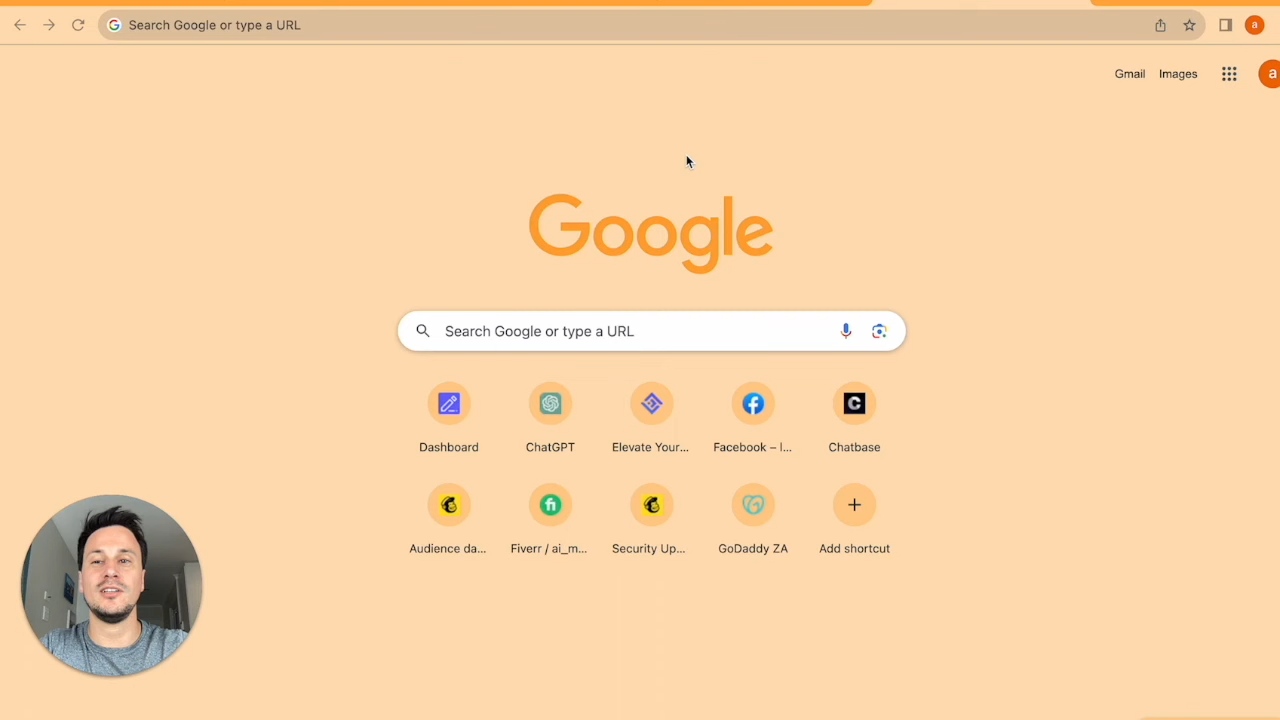 Search Google or type a URL
a
Gmail Images
a
Google
Search Google or type a URL
Dashboard
ChatGPT
Elevate Your...
Facebook – l...
Chatbase
Audience da...
Fiverr / ai_m...
Security Up...
GoDaddy ZA
Add shortcut